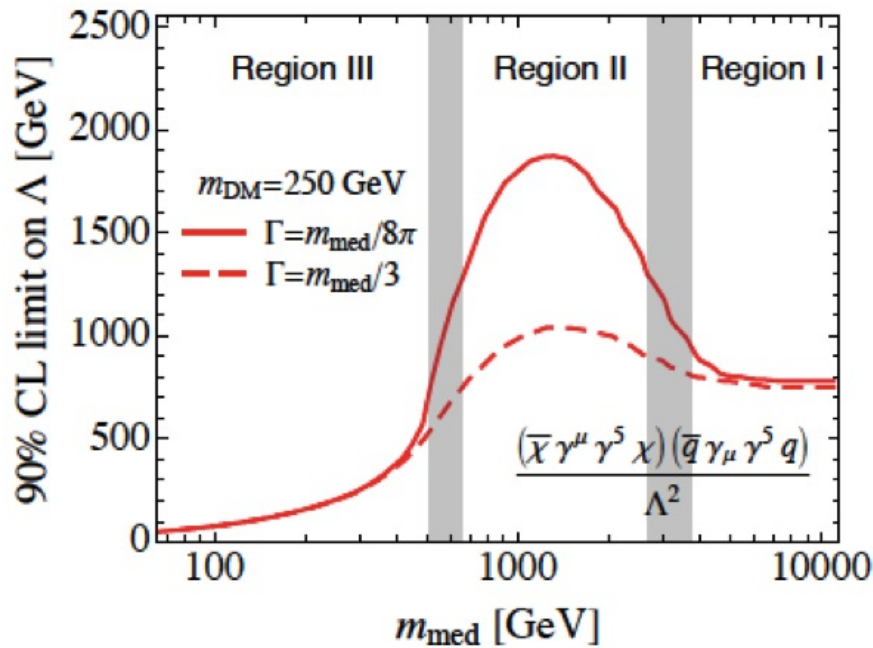 2500
2000
1500
1000
500
0
90% CL limit on Λ [GeV]
Region III
Region II
Region I
m_DM=250 GeV
Γ=m_med/8π
Γ=m_med/3
(χ̅ γ^μ γ^5 χ)(q̅ γ_μ γ^5 q)
Λ^2
100
1000
10000
m_med [GeV]